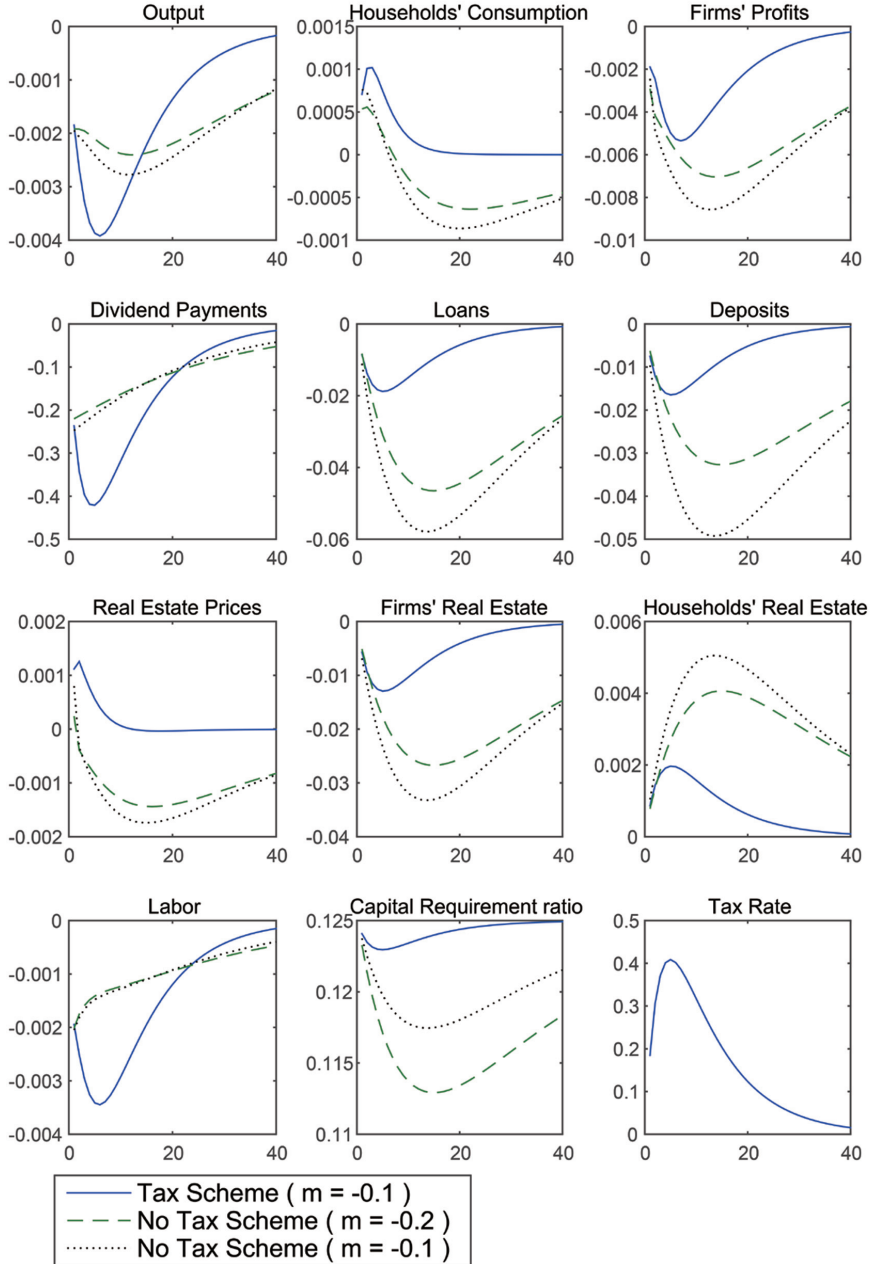 Output Households' Consumption Firms' Profits
0 0.0015 0
-0.001 0.001 -0.002
0.0005 -0.004
-0.002 0 -0.006
-0.003 -0.0005 -0.008
-0.004 -0.001 -0.01
0 20 40 0 20 40 0 20 40
Dividend Payments Loans Deposits
0 0 0
-0.1 -0.02 -0.01
-0.2 -0.02
-0.3 -0.04 -0.03
-0.4 -0.04
-0.5 -0.06 -0.05
0 20 40 0 20 40 0 20 40
Real Estate Prices Firms' Real Estate Households' Real Estate
0.002 0 0.006
0.001 -0.01 0.004
0 -0.02
-0.001 -0.03 0.002
-0.002 -0.04 0
0 20 40 0 20 40 0 20 40
Labor Capital Requirement ratio Tax Rate
0 0.125 0.5
-0.001 0.12 0.4
-0.002 0.3
-0.003 0.115 0.2
0.1
-0.004 0.11 0
0 20 40 0 20 40 0 20 40
Tax Scheme ( m = -0.1 )
No Tax Scheme ( m = -0.2 )
No Tax Scheme ( m = -0.1 )